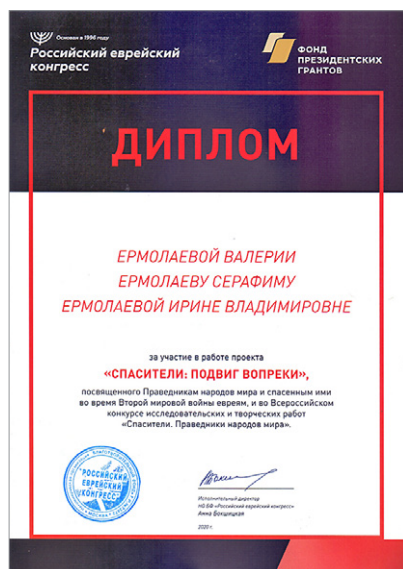 Основан в 1996 году
Российский еврейский
конгресс
ФОНД
ПРЕЗИДЕНТСКИХ
ГРАНТОВ
ДИПЛОМ
ЕРМОЛАЕВОЙ ВАЛЕРИИ
ЕРМОЛАЕВУ СЕРАФИМУ
ЕРМОЛАЕВОЙ ИРИНЕ ВЛАДИМИРОВНЕ
за участие в работе проекта
«СПАСИТЕЛИ: ПОДВИГ ВОПРЕКИ»,
посвященного Праведникам народов мира и спасенным ими
во время Второй мировой войны евреям, и во Всероссийском
конкурсе исследовательских и творческих работ
«Спасители. Праведники народов мира».
"РОССИЙСКИЙ
ЕВРЕЙСКИЙ
КОНГРЕСС"
Исполнительный директор
НО БФ «Российский еврейский конгресс»
Анна Бокшицкая
2020 г.